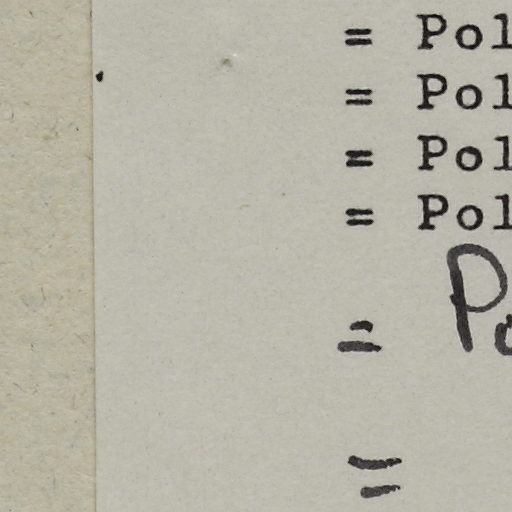 = Pol
= Pol
= Pol
= Pol
= Po
=